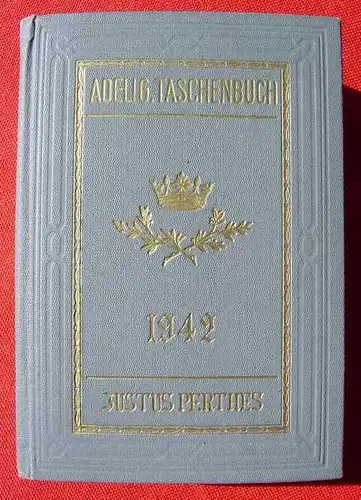 ADELIG. TASCHENBUCH
1942
JUSTUS PERTHES